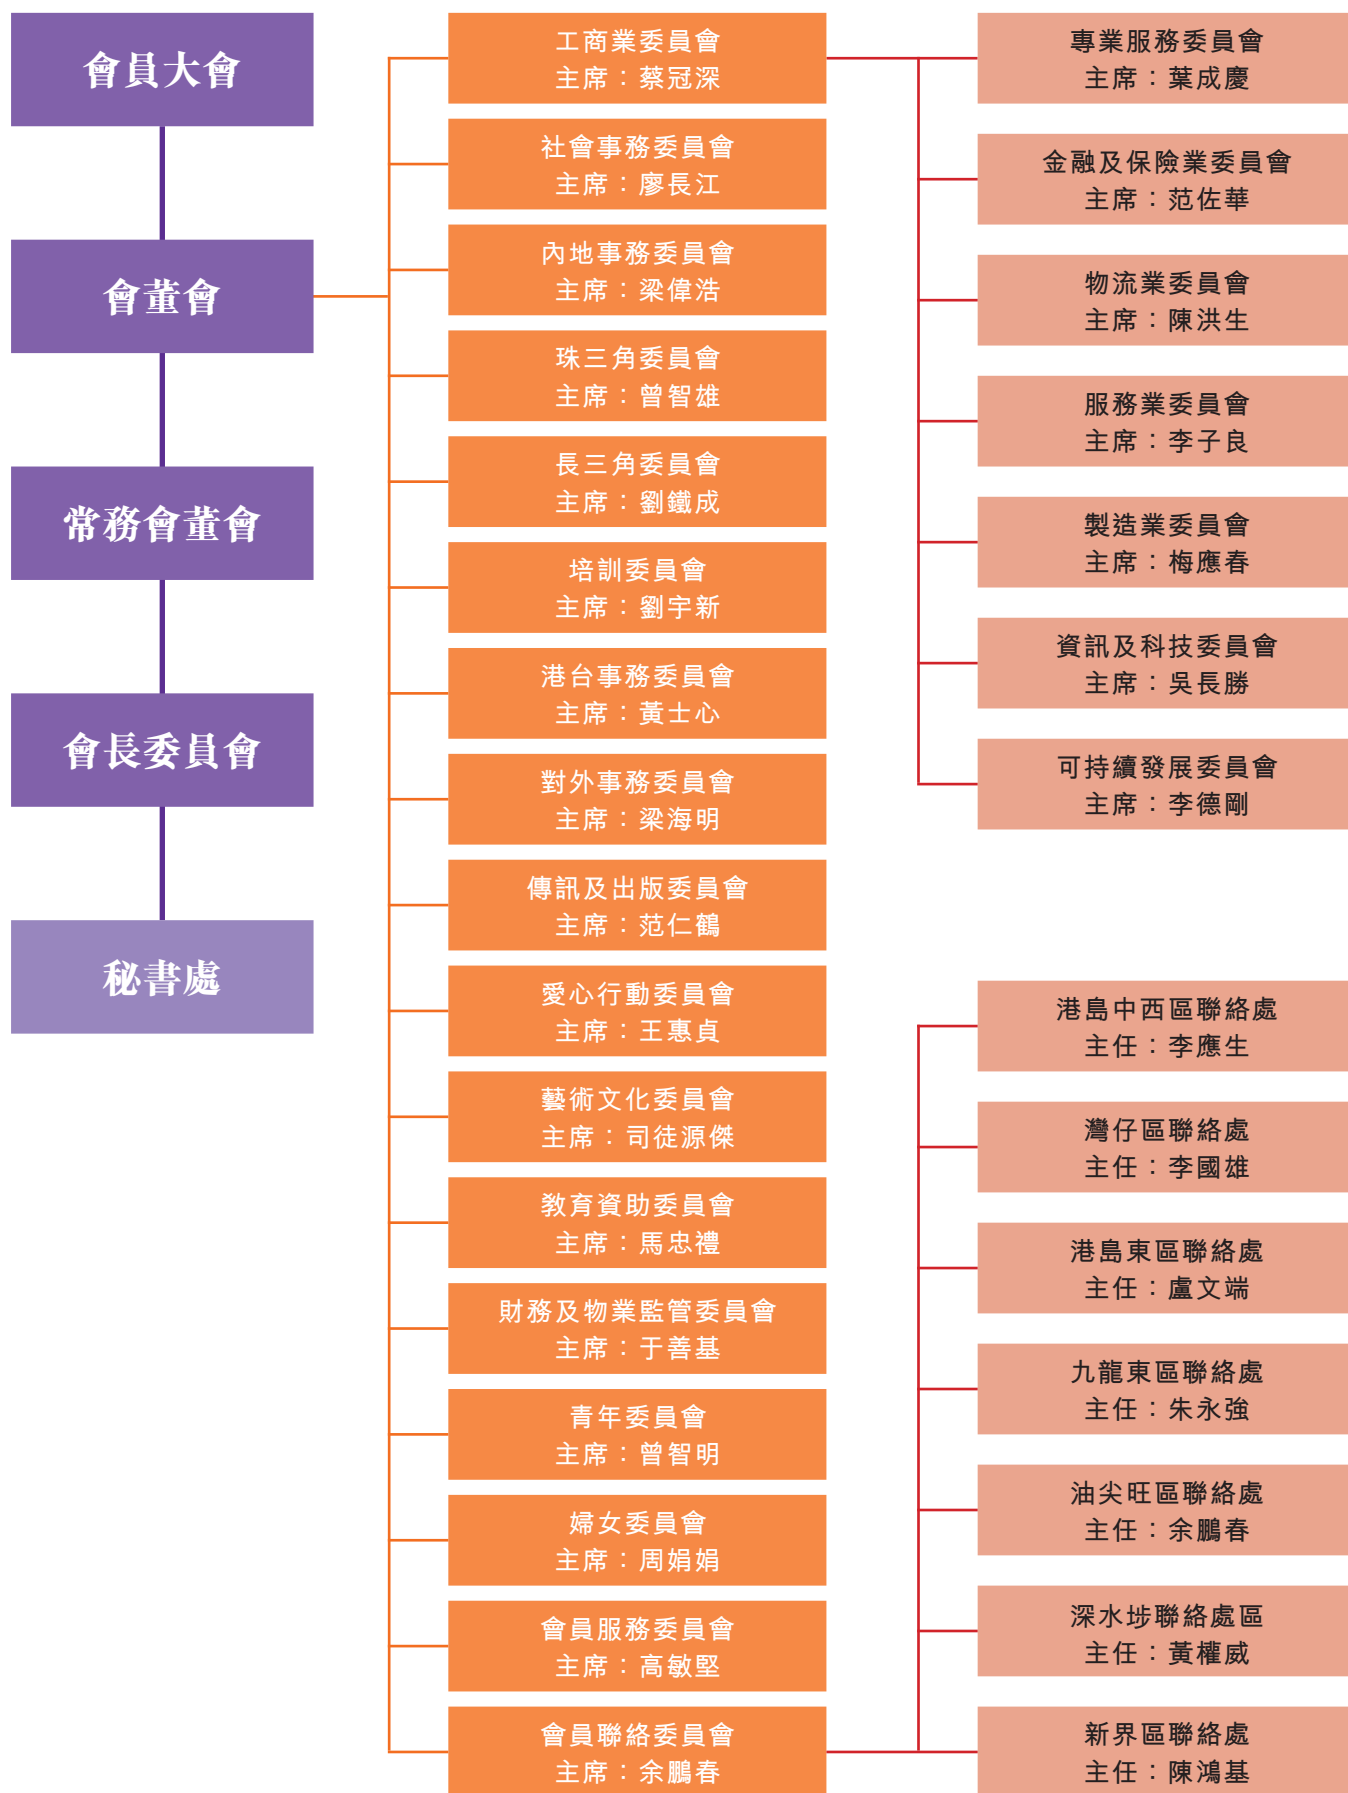 會員大會
會董會
常務會董會
會長委員會
秘書處
工商業委員會
主席：蔡冠深
社會事務委員會
主席：廖長江
內地事務委員會
主席：梁偉浩
珠三角委員會
主席：曾智雄
長三角委員會
主席：劉鐵成
培訓委員會
主席：劉宇新
港台事務委員會
主席：黃士心
對外事務委員會
主席：梁海明
傳訊及出版委員會
主席：范仁鶴
愛心行動委員會
主席：王惠貞
藝術文化委員會
主席：司徒源傑
教育資助委員會
主席：馬忠禮
財務及物業監管委員會
主席：于善基
青年委員會
主席：曾智明
婦女委員會
主席：周娟娟
會員服務委員會
主席：高敏堅
會員聯絡委員會
主席：余鵬春
專業服務委員會
主席：葉成慶
金融及保險業委員會
主席：范佐華
物流業委員會
主席：陳洪生
服務業委員會
主席：李子良
製造業委員會
主席：梅應春
資訊及科技委員會
主席：吳長勝
可持續發展委員會
主席：李德剛
港島中西區聯絡處
主任：李應生
灣仔區聯絡處
主任：李國雄
港島東區聯絡處
主任：盧文端
九龍東區聯絡處
主任：朱永強
油尖旺區聯絡處
主任：余鵬春
深水埗聯絡處區
主任：黃權威
新界區聯絡處
主任：陳鴻基